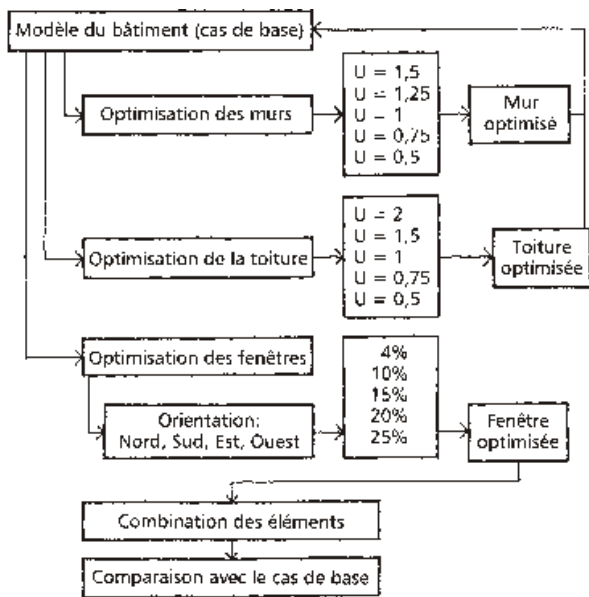 Modèle du bâtiment (cas de base)
Optimisation des murs
U = 1,5
U = 1,25
U = 1
U = 0,75
U = 0,5
Mur
optimisé
Optimisation de la toiture
U = 2
U = 1,5
U = 1
U = 0,75
U = 0,5
Toiture
optimisée
Optimisation des fenêtres
Orientation:
Nord, Sud, Est, Ouest
4%
10%
15%
20%
25%
Fenêtre
optimisée
Combination des éléments
Comparaison avec le cas de base